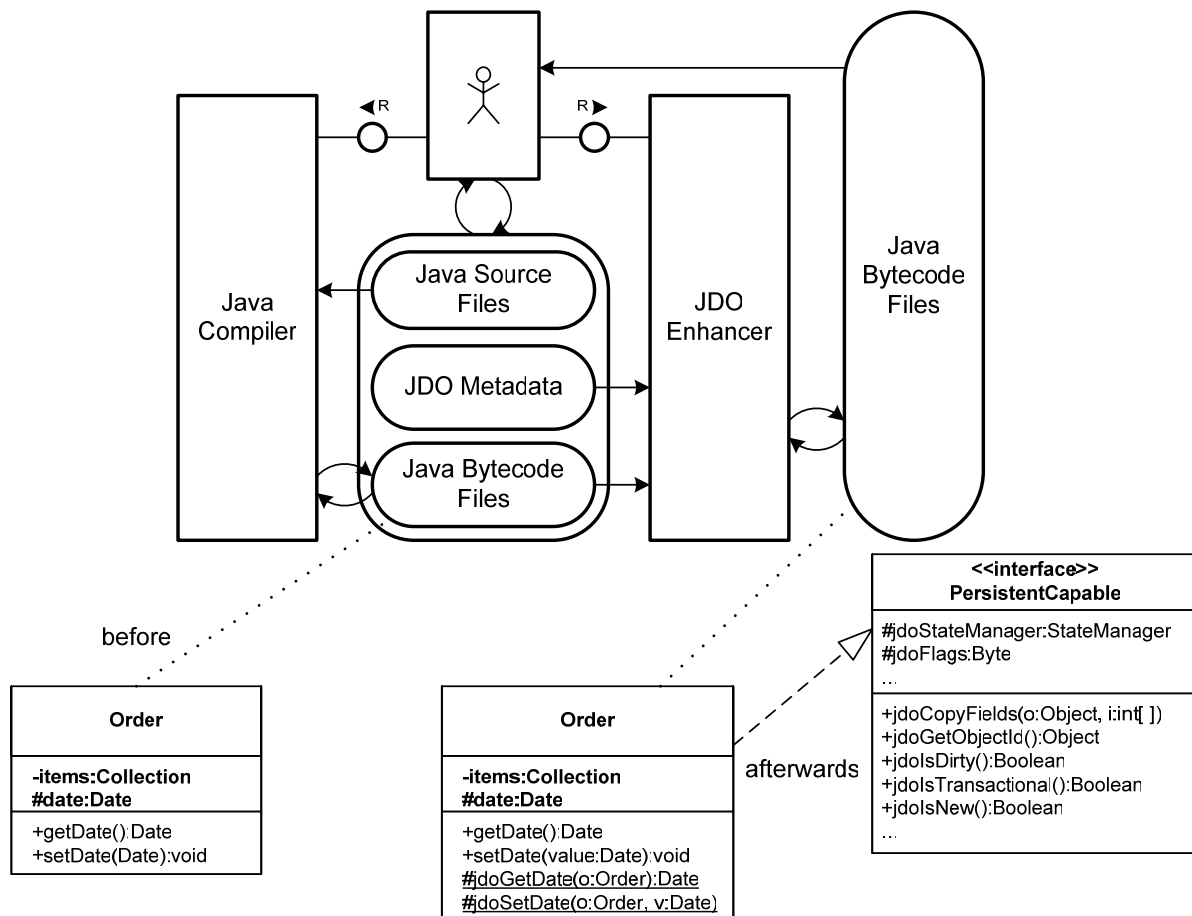 R
R
Java
Compiler
Java Source
Files
JDO Metadata
Java Bytecode
Files
JDO
Enhancer
Java
Bytecode
Files
before
Order
-items:Collection
#date:Date
+getDate():Date
+setDate(Date):void
Order
-items:Collection
#date:Date
+getDate():Date
+setDate(value:Date):void
#jdoGetDate(o:Order):Date
#jdoSetDate(o:Order, v:Date)
afterwards
<<interface>>
PersistentCapable
#jdoStateManager:StateManager
#jdoFlags:Byte
...
+jdoCopyFields(o:Object, i:int[ ])
+jdoGetObjectId():Object
+jdoIsDirty():Boolean
+jdoIsTransactional():Boolean
+jdoIsNew():Boolean
...